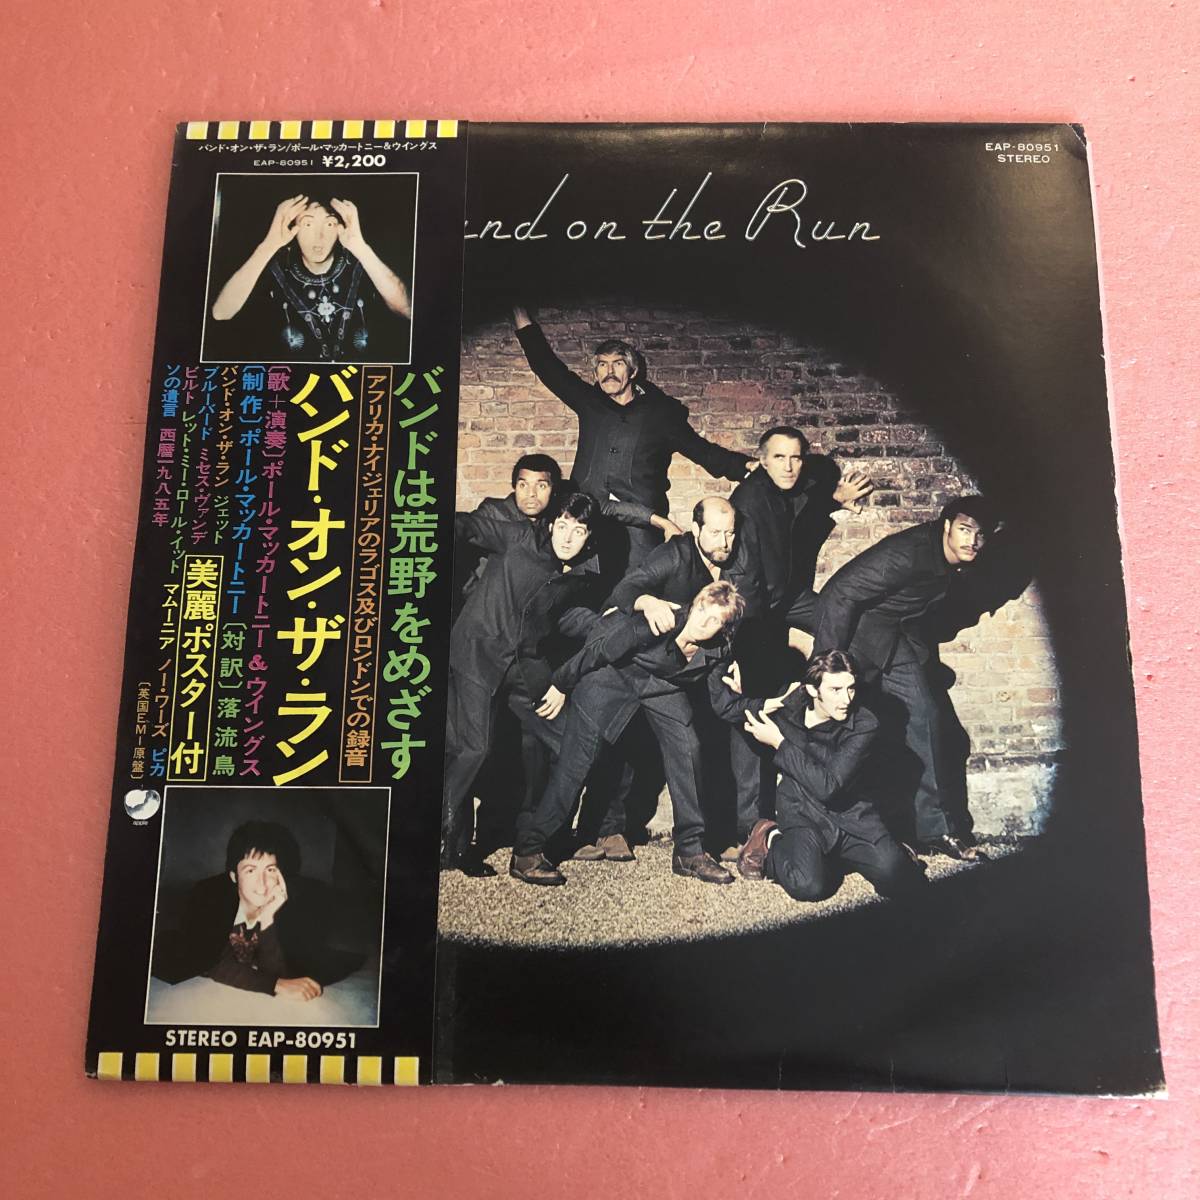 バンド・オン・ザ・ラン/ポール・マッカートニー&ウイングス
EAP-80951 ¥2,200
バンドは荒野をめざす
アフリカ・ナイジェリアのラゴス及びロンドンでの録音
バンド・オン・ザ・ラン
〔歌+演奏〕ポール・マッカートニー&ウイングス
〔制作〕ポール・マッカートニー〔対訳〕落流鳥
バンド・オン・ザ・ラン ジェット
ブルーバード ミセス・ヴァンデ
ビルト レット・ミー・ロール・イット マムーニア ノー・ワーズ ピカ
ソの遺言 西暦一九八五年
美麗ポスター付
〔英国EMI原盤〕
apple
STEREO EAP-80951
EAP-80951
STEREO
and on the Run